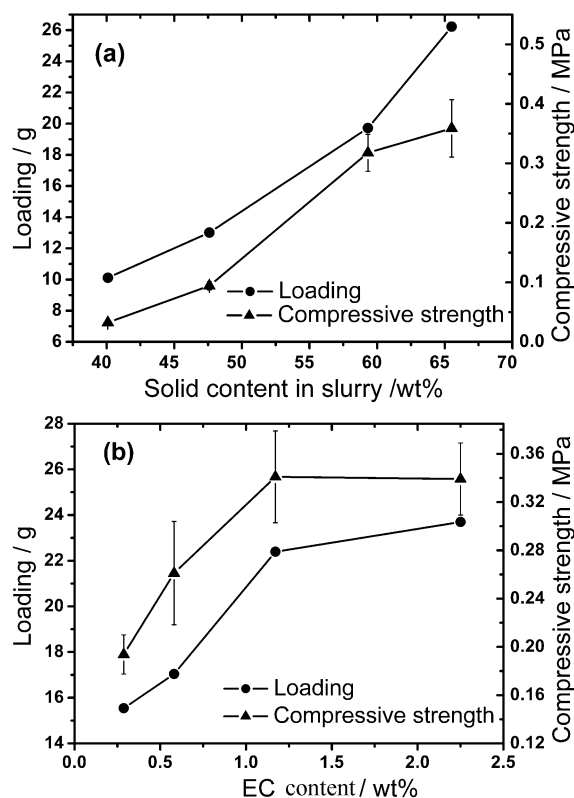 (a)
26
24
22
20
18
16
14
12
10
8
6
Loading / g
0.5
0.4
0.3
0.2
0.1
0.0
Compressive strength / MPa
Loading
Compressive strength
40 45 50 55 60 65 70
Solid content in slurry /wt%
(b)
28
26
24
22
20
18
16
14
Loading / g
0.36
0.32
0.28
0.24
0.20
0.16
0.12
Compressive strength / MPa
Loading
Compressive strength
0.0 0.5 1.0 1.5 2.0 2.5
EC content / wt%